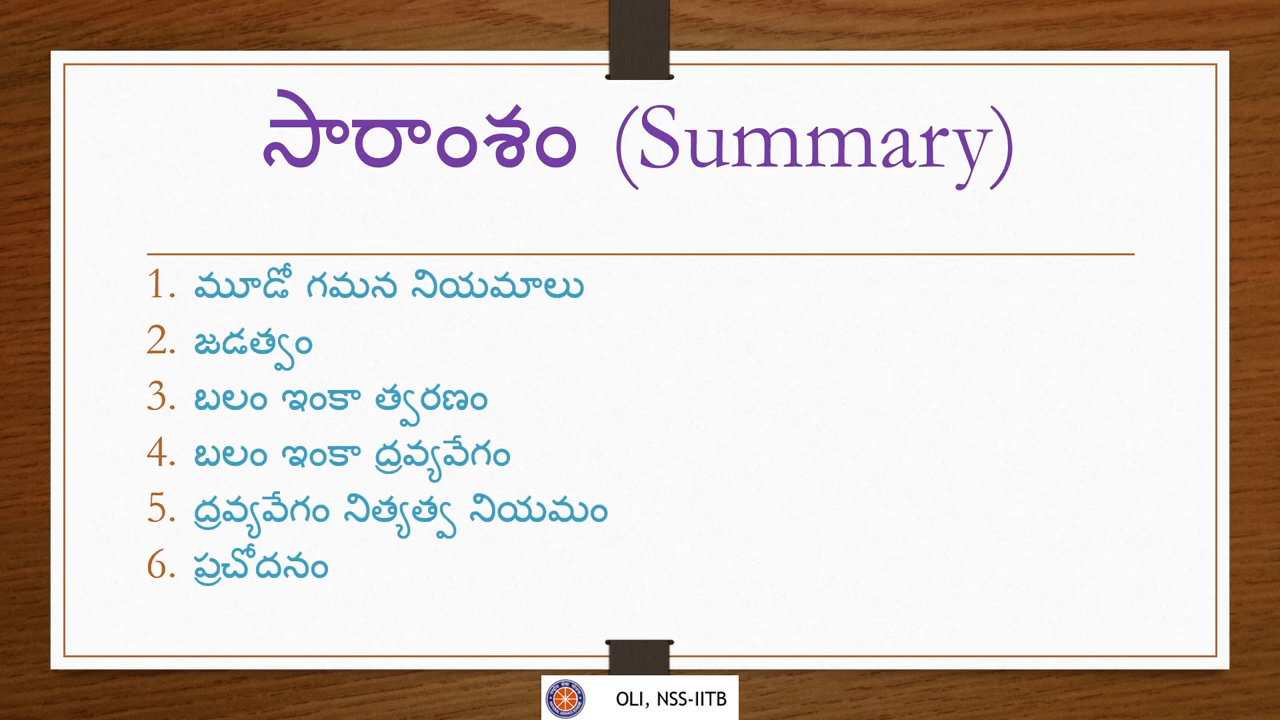 సారాంశం (Summary)
1. మూడో గమన నియమాలు
2. జడత్వం
3. బలం ఇంకా త్వరణం
4. బలం ఇంకా ద్రవ్యవేగం
5. ద్రవ్యవేగం నిత్యత్వ నియమం
6. ప్రచోదనం
OLI, NSS-IITB